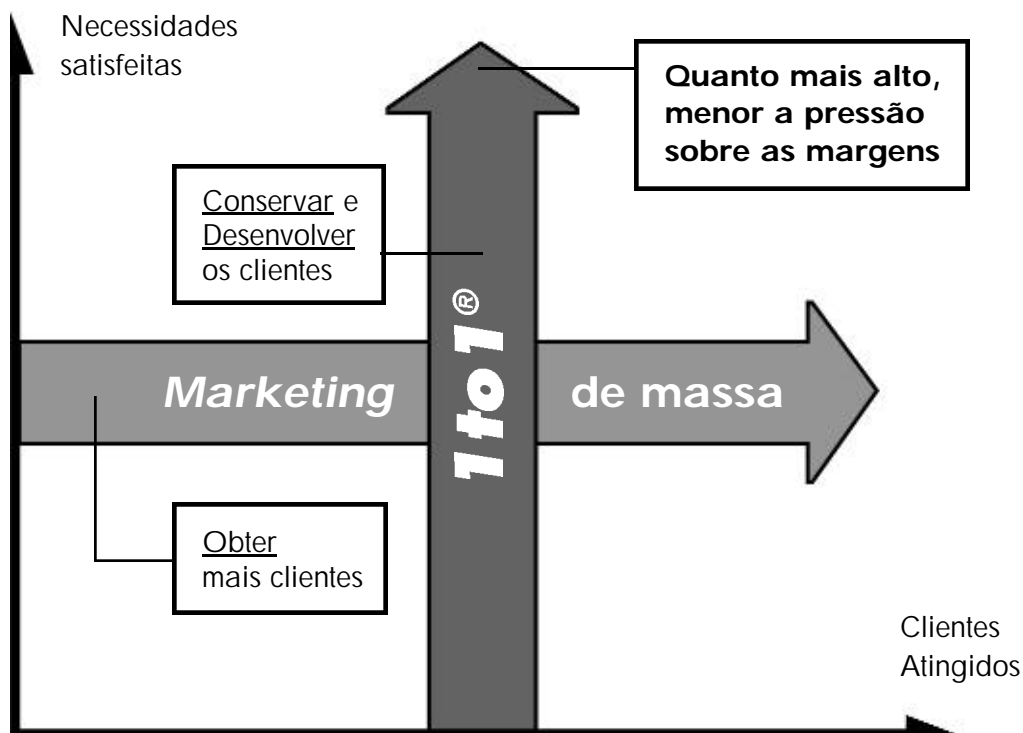 Necessidades
satisfeitas
Quanto mais alto,
menor a pressão
sobre as margens
Conservar e
Desenvolver
os clientes
1to1®
Marketing de massa
Obter
mais clientes
Clientes
Atingidos